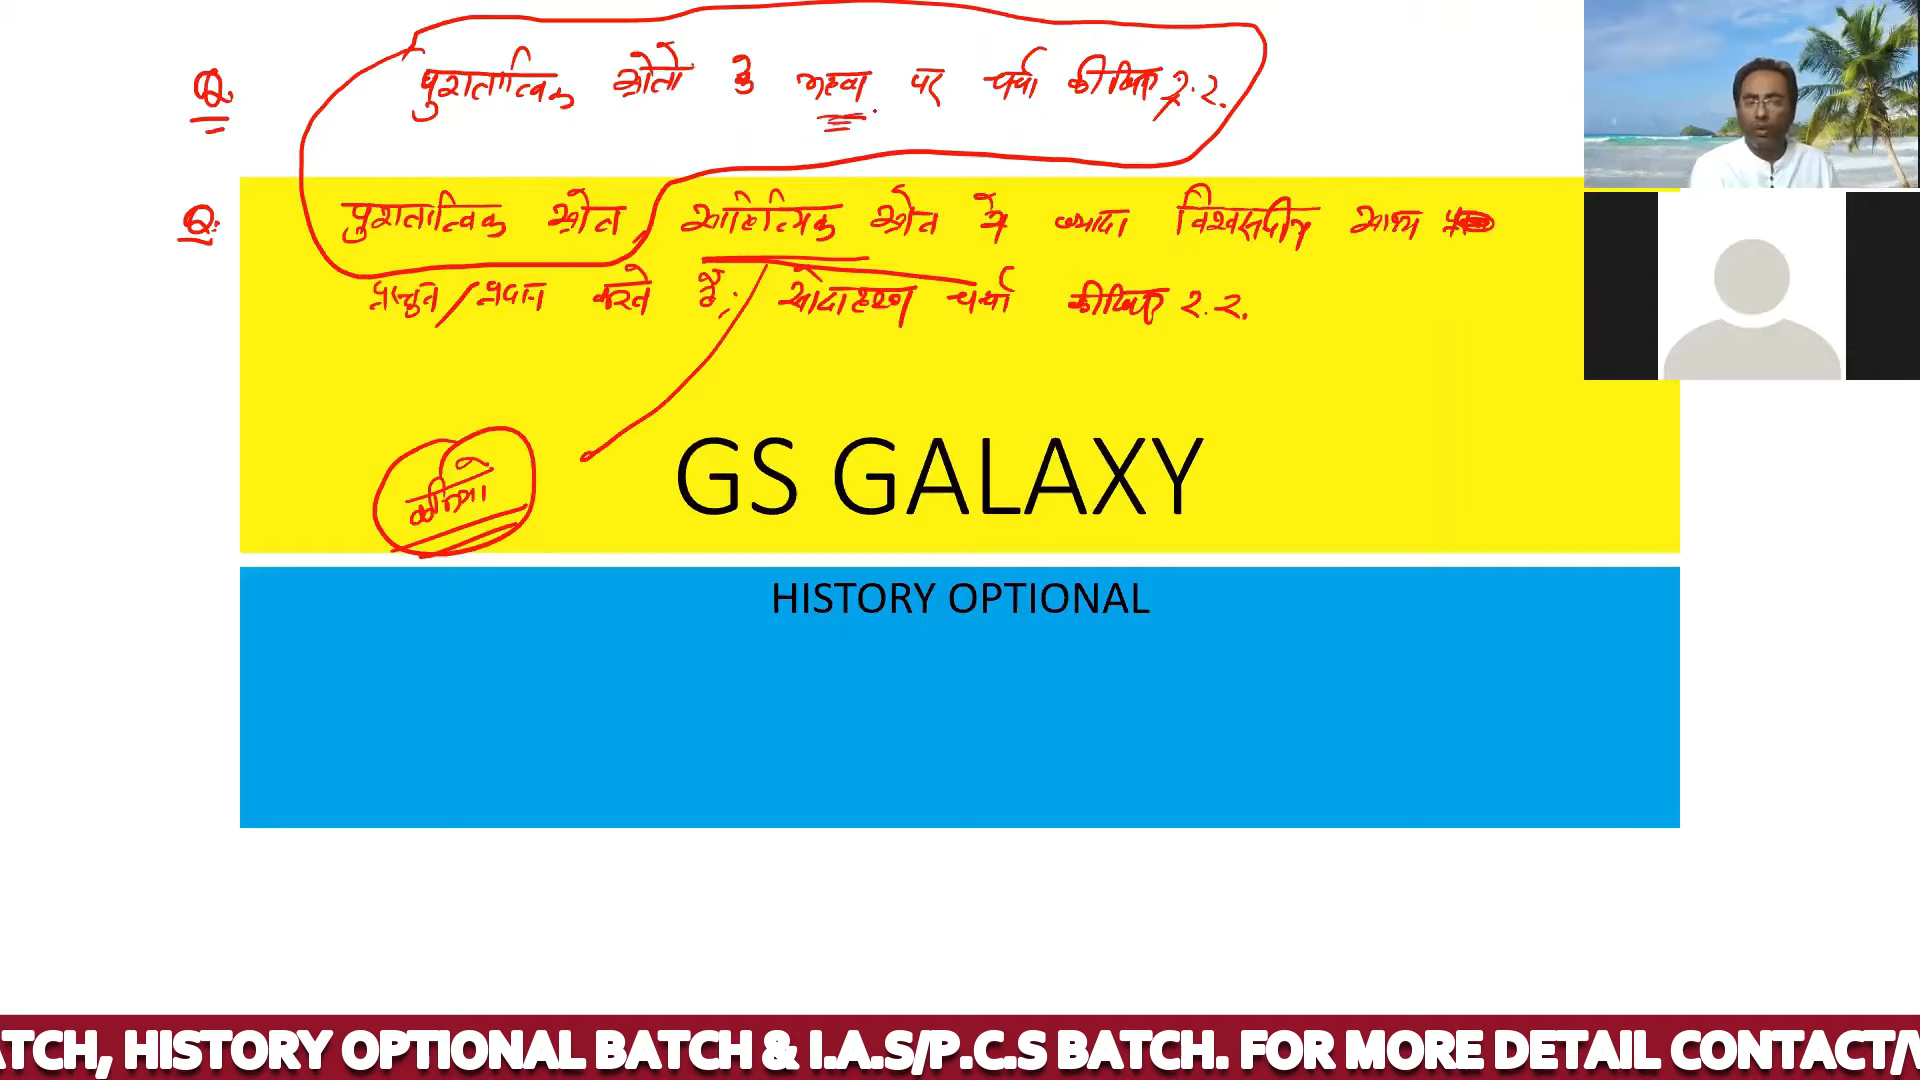 Q. पुरातात्विक स्रोतों के महत्व पर चर्चा कीजिए २.२.
Q. पुरातात्विक स्रोत, साहित्यिक स्रोत से ज्यादा विश्वसनीय साक्ष्य
प्रस्तुत/प्रदान करते हैं; सोदाहरण चर्चा कीजिए २.२.
GS GALAXY
HISTORY OPTIONAL
ATCH, HISTORY OPTIONAL BATCH & I.A.S/P.C.S BATCH. FOR MORE DETAIL CONTACT/